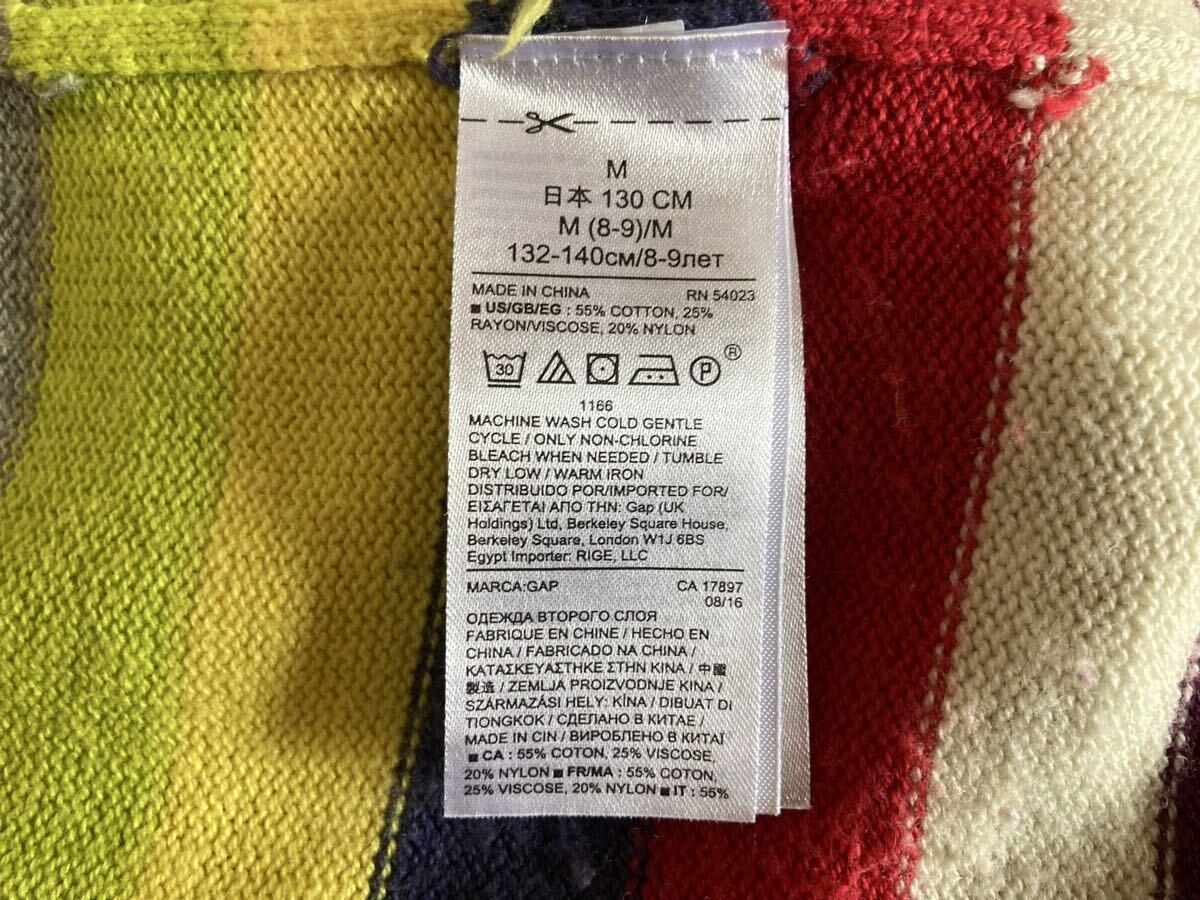 M
日本 130 CM
M (8-9)/M
132-140см/8-9лет
MADE IN CHINA RN 54023
■ US/GB/EG : 55% COTTON, 25%
RAYON/VISCOSE, 20% NYLON
30 P ®
1166
MACHINE WASH COLD GENTLE
CYCLE / ONLY NON-CHLORINE
BLEACH WHEN NEEDED / TUMBLE
DRY LOW / WARM IRON
DISTRIBUIDO POR/IMPORTED FOR/
ΕΙΣΑΓΕΤΑΙ ΑΠΟ ΤΗΝ: Gap (UK
Holdings) Ltd, Berkeley Square House,
Berkeley Square, London W1J 6BS
Egypt Importer: RIGE, LLC
MARCA:GAP CA 17897
08/16
ОДЕЖДА ВТОРОГО СЛОЯ
FABRIQUE EN CHINE / HECHO EN
CHINA / FABRICADO NA CHINA /
ΚΑΤΑΣΚΕΥΑΣΤΗΚΕ ΣΤΗΝ ΚΙΝΑ / 中國
製造 / ZEMLJA PROIZVODNJE KINA /
SZÁRMAZÁSI HELY: KÍNA / DIBUAT DI
TIONGKOK / СДЕЛАНО В КИТАЕ /
MADE IN CIN / ВИРОБЛЕНО В КИТАЇ
■ CA : 55% COTON, 25% VISCOSE,
20% NYLON ■ FR/MA : 55% COTON,
25% VISCOSE, 20% NYLON ■ IT : 55%